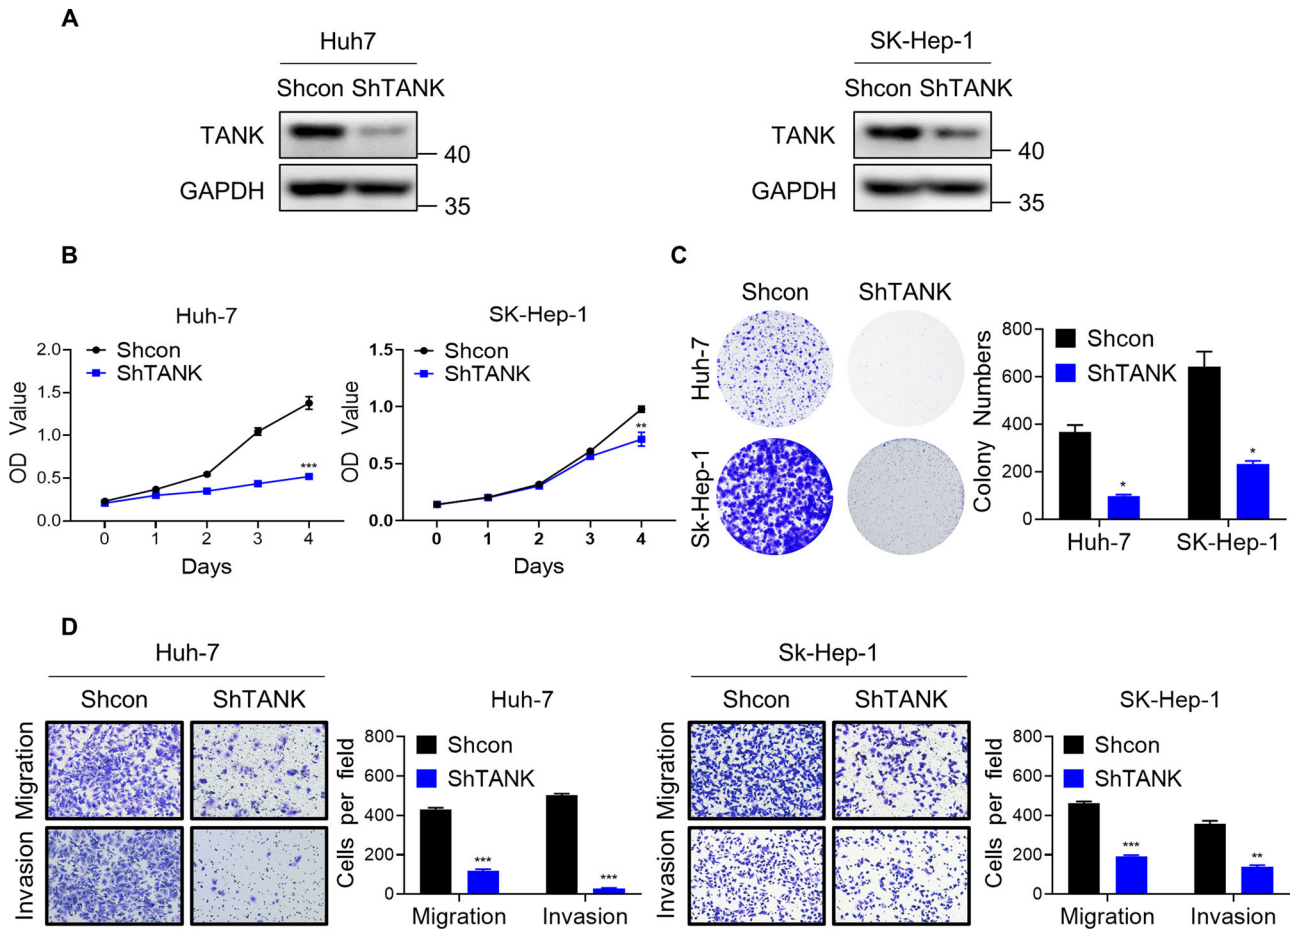 A
Huh7
Shcon ShTANK
TANK
40
GAPDH
35
SK-Hep-1
Shcon ShTANK
TANK
40
GAPDH
35
B
Huh-7
Shcon
ShTANK
OD Value
2.0
1.5
1.0
0.5
0.0
***
0 1 2 3 4
Days
SK-Hep-1
Shcon
ShTANK
OD Value
1.5
1.0
0.5
0.0
**
0 1 2 3 4
Days
C
Shcon ShTANK
Huh-7
Sk-Hep-1
Colony Numbers
800
600
400
200
0
Shcon
ShTANK
* *
Huh-7 SK-Hep-1
D
Huh-7
Shcon ShTANK
Migration
Invasion
Huh-7
Cells per field
800
600
400
200
0
Shcon
ShTANK
*** ***
Migration Invasion
Sk-Hep-1
Shcon ShTANK
Migration
Invasion
SK-Hep-1
Cells per field
800
600
400
200
0
Shcon
ShTANK
*** **
Migration Invasion